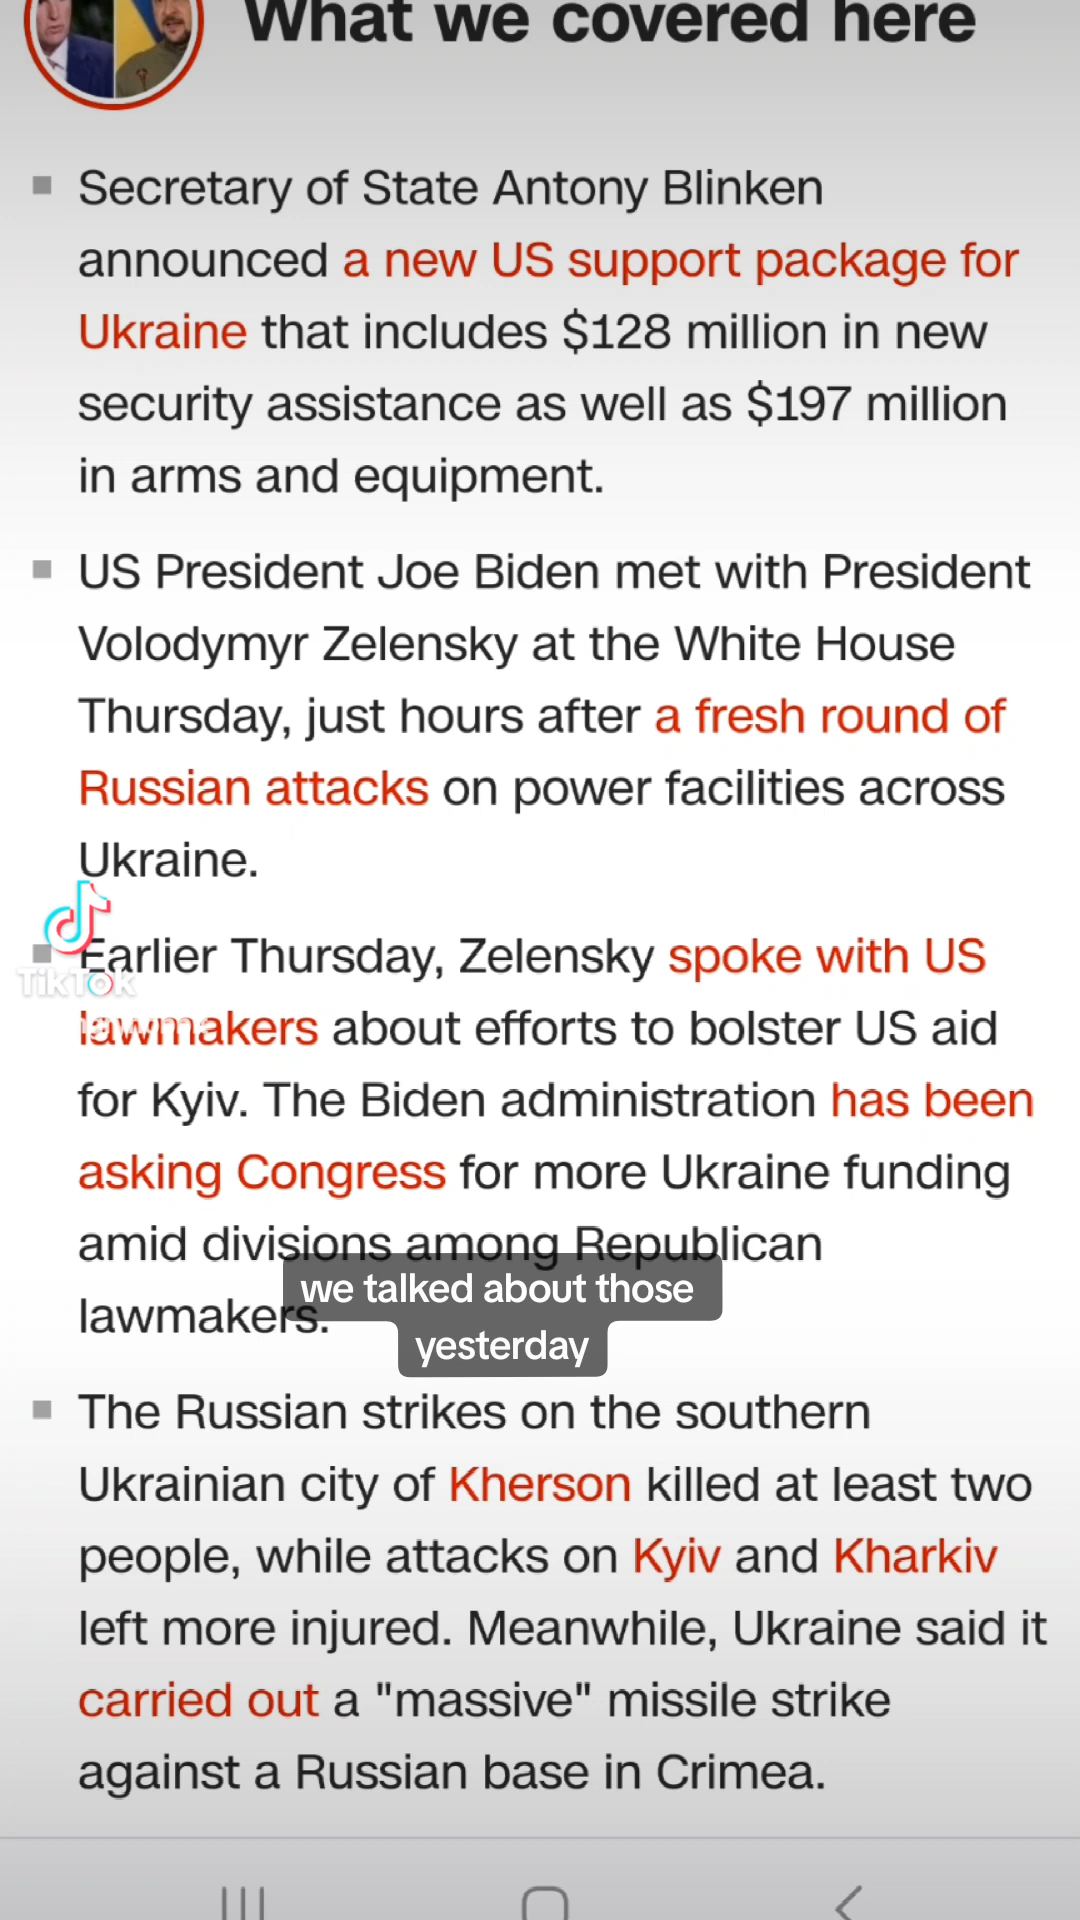 What we covered here
Secretary of State Antony Blinken
announced a new US support package for
Ukraine that includes $128 million in new
security assistance as well as $197 million
in arms and equipment.
US President Joe Biden met with President
Volodymyr Zelensky at the White House
Thursday, just hours after a fresh round of
Russian attacks on power facilities across
Ukraine.
Earlier Thursday, Zelensky spoke with US
TikTok
lawmakers about efforts to bolster US aid
for Kyiv. The Biden administration has been
asking Congress for more Ukraine funding
amid divisions among Republican
we talked about those
lawmakers.
yesterday
The Russian strikes on the southern
Ukrainian city of Kherson killed at least two
people, while attacks on Kyiv and Kharkiv
left more injured. Meanwhile, Ukraine said it
carried out a "massive" missile strike
against a Russian base in Crimea.